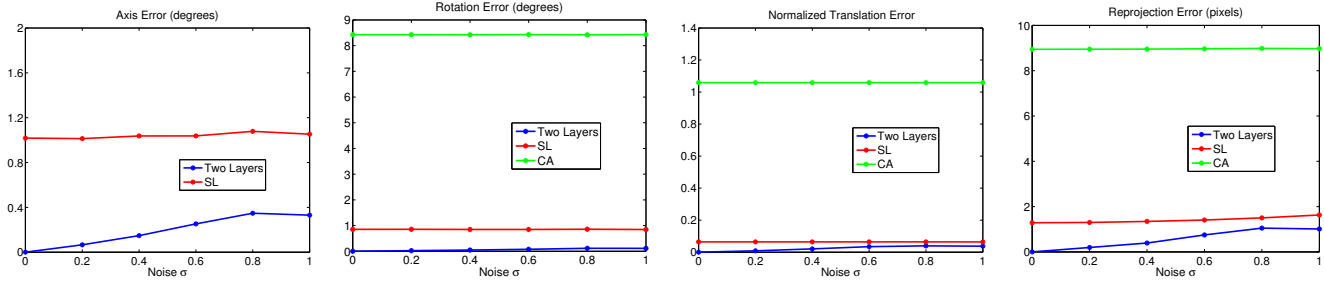 Axis Error (degrees)
2
1.6
1.2
0.8
0.4
0
0 0.2 0.4 0.6 0.8 1
Noise σ
Two Layers
SL
Rotation Error (degrees)
9
8
7
6
5
4
3
2
1
0
0 0.2 0.4 0.6 0.8 1
Noise σ
Two Layers
SL
CA
Normalized Translation Error
1.4
1.2
1
0.8
0.6
0.4
0.2
0
0 0.2 0.4 0.6 0.8 1
Noise σ
Two Layers
SL
CA
Reprojection Error (pixels)
10
8
6
4
2
0
0 0.2 0.4 0.6 0.8 1
Noise σ
Two Layers
SL
CA